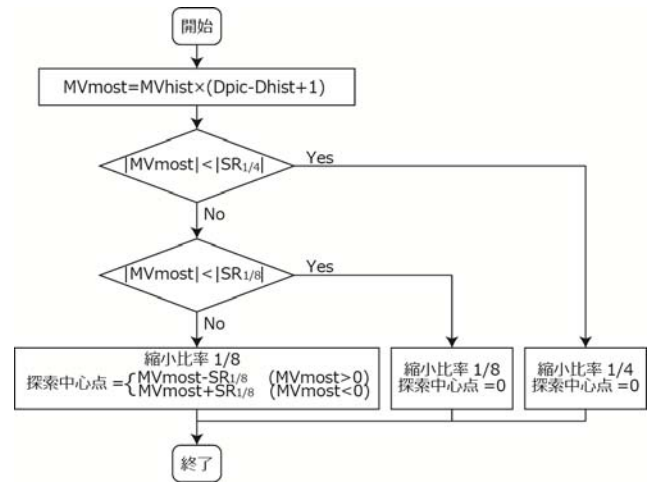 開始
MVmost=MVhist×(Dpic-Dhist+1)
|MVmost|<|SR1/4|
Yes
No
|MVmost|<|SR1/8|
Yes
No
縮小比率 1/8
探索中心点 ={MVmost-SR1/8 (MVmost>0)
MVmost+SR1/8 (MVmost<0)
縮小比率 1/8
探索中心点 =0
縮小比率 1/4
探索中心点 =0
終了